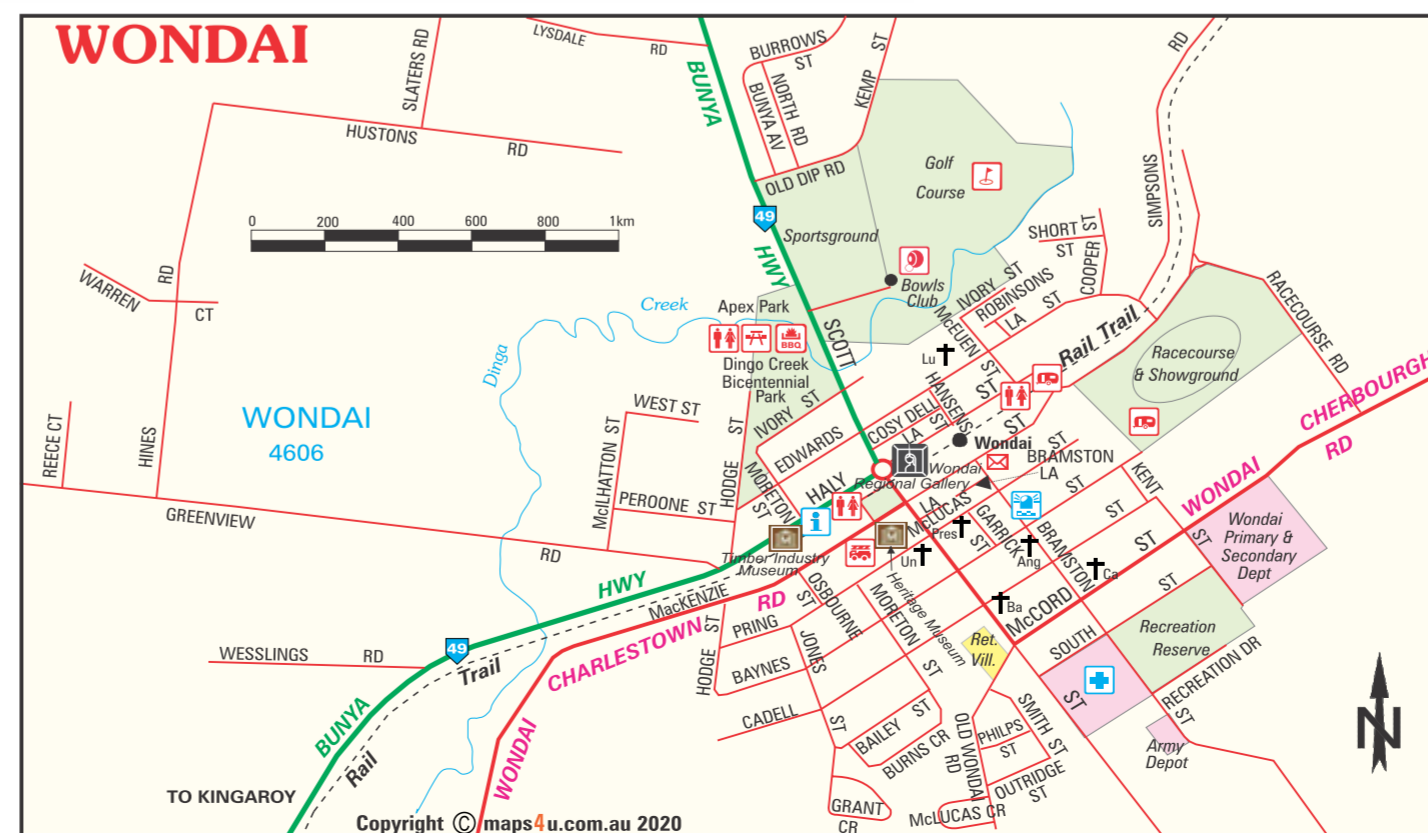 WONDAI
LYSDALE RD
SLATERS RD
HUSTONS RD
BUNYA
BURROWS ST
NORTH RD
BUNYA AV
KEMP ST
OLD DIP RD
49
HWY
Golf
Course
Sportsground
SIMPSONS RD
0 200 400 600 800 1km
WARREN CT
HINES RD
REECE CT
Creek
Dinga
Apex Park
BBQ
Dingo Creek
Bicentennial
Park
SCOTT
Bowls
Club
SHORT ST
COOPER ST
IVORY ST
ROBINSONS LA
McEUEN ST
ST
Rail Trail
Lu
HANSENS ST
ST
COSY DELL LA
Racecourse
& Showground
RACECOURSE RD
CHERBOURGH
WONDAI
RD
WONDAI
4606
WEST ST
McILHATTON ST
PEROONE ST
HODGE ST
IVORY ST
EDWARDS
MORETON ST
HALY
ST
Wondai
Wondai
Regional Gallery
BRAMSTON
LA
ST
KENT ST
GREENVIEW RD
i
Timber Industry
Museum
LA
McLUCAS
Pres
Un
GARRICK ST
Ang
BRAMSTON
ST
ST
Ca
Ba
McCORD ST
Heritage Museum
Wondai
Primary &
Secondary
Dept
HWY
MacKENZIE
CHARLESTOWN RD
WONDAI
OSBOURNE ST
MORETON ST
HODGE ST
PRING
BAYNES
JONES ST
CADELL
BAILEY ST
BURNS CR
GRANT
CR
Ret.
Vill.
SOUTH ST
ST
Recreation
Reserve
RECREATION DR
Army
Depot
OLD WONDAI RD
SMITH ST
PHILPS
ST
OUTRIDGE
ST
McLUCAS CR
WESSLINGS RD
49
BUNYA
Rail
Trail
TO KINGAROY
N
Copyright © maps4u.com.au 2020